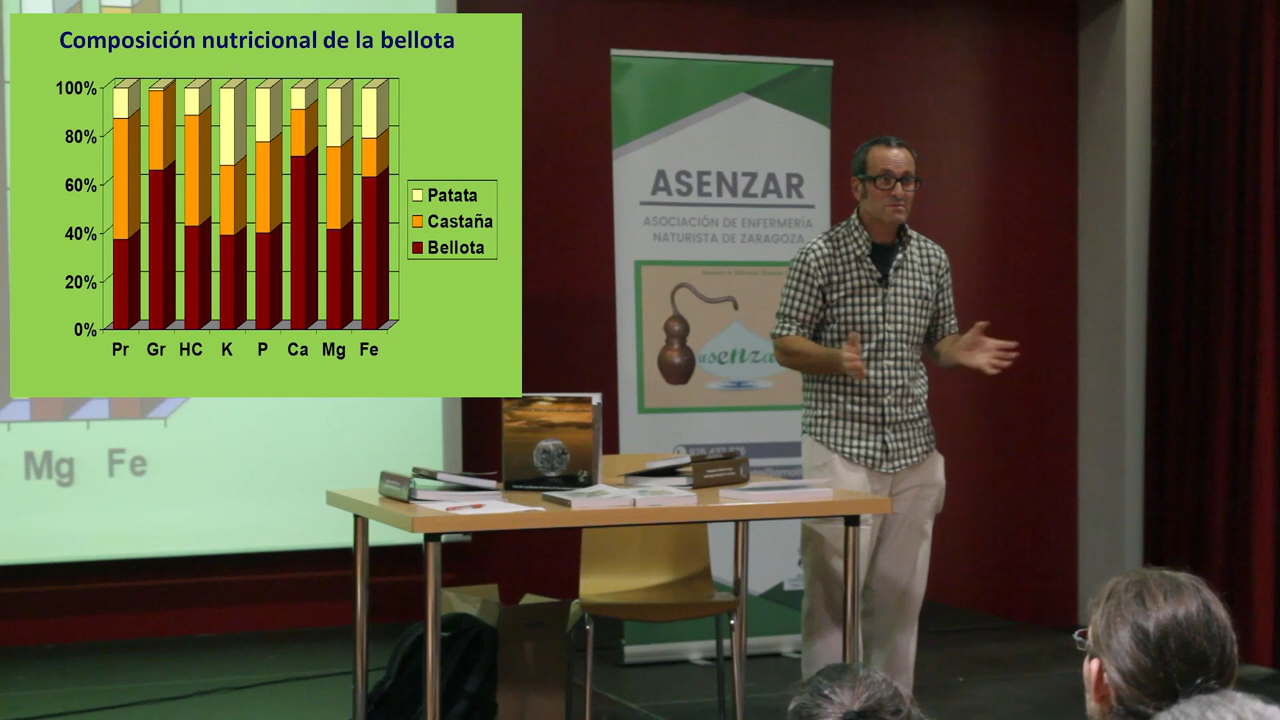 Composición nutricional de la bellota
100%
80%
60%
40%
20%
0%
Pr Gr HC K P Ca Mg Fe
Patata
Castaña
Bellota
Mg Fe
ASENZAR
ASOCIACIÓN DE ENFERMERÍA
NATURISTA DE ZARAGOZA
asenza